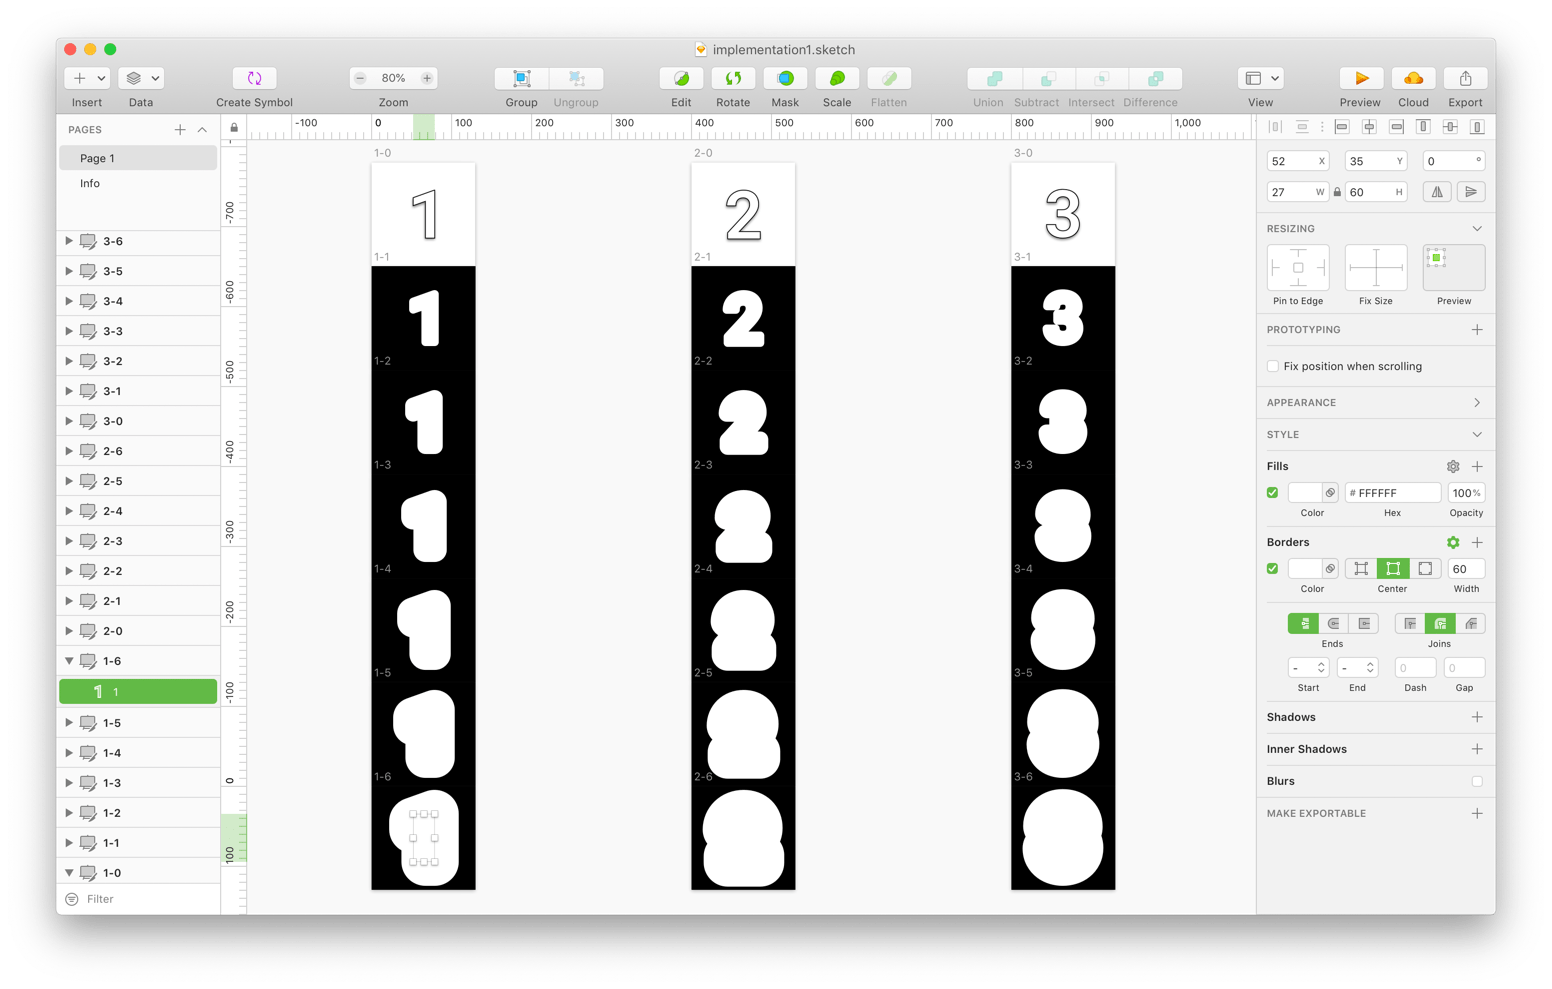 implementation1.sketch
80%
Insert Data Create Symbol Zoom Group Ungroup Edit Rotate Mask Scale Flatten Union Subtract Intersect Difference View Preview Cloud Export
PAGES
Page 1
Info
3-6
3-5
3-4
3-3
3-2
3-1
3-0
2-6
2-5
2-4
2-3
2-2
2-1
2-0
1-6
1
1-5
1-4
1-3
1-2
1-1
1-0
Filter
-100 0 100 200 300 400 500 600 700 800 900 1,000
-700
-600
-500
-400
-300
-200
-100
0
100
1-0 2-0 3-0
1 2 3
1-1 2-1 3-1
1 2 3
1-2 2-2 3-2
1 2 3
1-3 2-3 3-3
1-4 2-4 3-4
1-5 2-5 3-5
1-6 2-6 3-6
52 X 35 Y 0 °
27 W 60 H
RESIZING
Pin to Edge Fix Size Preview
PROTOTYPING
Fix position when scrolling
APPEARANCE
STYLE
Fills
# FFFFFF 100%
Color Hex Opacity
Borders
60
Color Center Width
Ends Joins
- - 0 0
Start End Dash Gap
Shadows
Inner Shadows
Blurs
MAKE EXPORTABLE